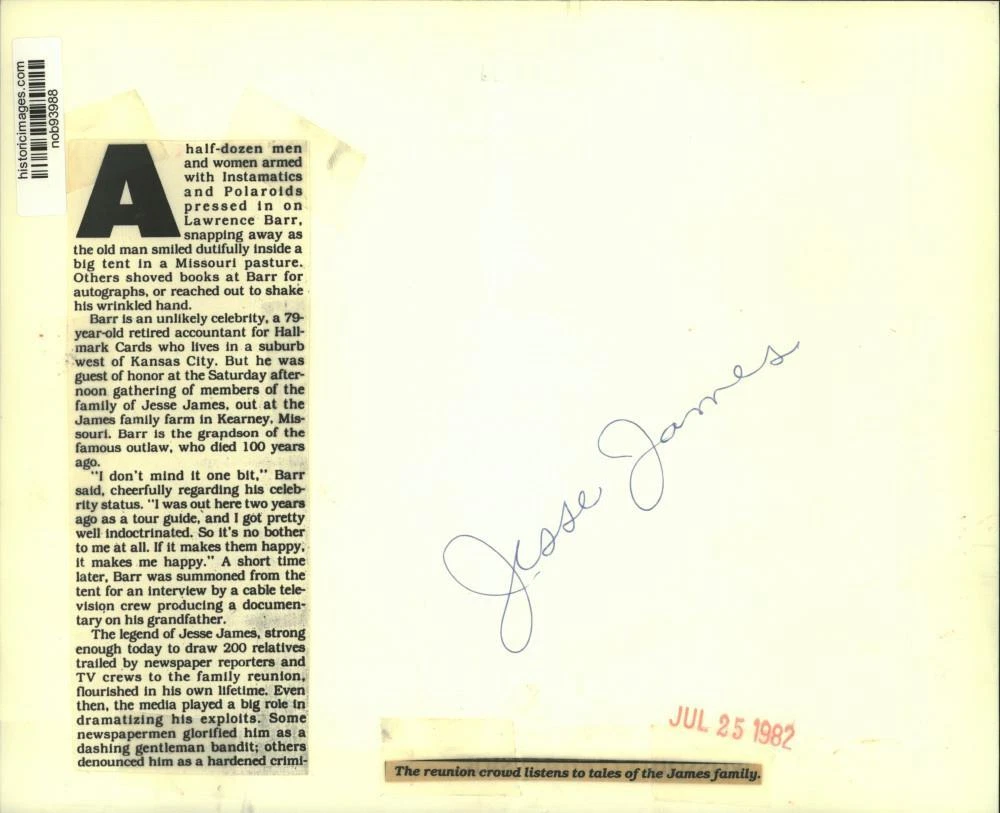 historicimages.com
nob93988
A half-dozen men
and women armed
with Instamatics
and Polaroids
pressed in on
Lawrence Barr,
snapping away as
the old man smiled dutifully inside a
big tent in a Missouri pasture.
Others shoved books at Barr for
autographs, or reached out to shake
his wrinkled hand.
Barr is an unlikely celebrity, a 79-
year-old retired accountant for Hall-
mark Cards who lives in a suburb
west of Kansas City. But he was
guest of honor at the Saturday after-
noon gathering of members of the
family of Jesse James, out at the
James family farm in Kearney, Mis-
souri. Barr is the grandson of the
famous outlaw, who died 100 years
ago.
"I don't mind it one bit," Barr
said, cheerfully regarding his celeb-
rity status. "I was out here two years
ago as a tour guide, and I got pretty
well indoctrinated. So it's no bother
to me at all. If it makes them happy,
it makes me happy." A short time
later, Barr was summoned from the
tent for an interview by a cable tele-
vision crew producing a documen-
tary on his grandfather.
The legend of Jesse James, strong
enough today to draw 200 relatives
trailed by newspaper reporters and
TV crews to the family reunion,
flourished in his own lifetime. Even
then, the media played a big role in
dramatizing his exploits. Some
newspapermen glorified him as a
dashing gentleman bandit; others
denounced him as a hardened crimi-
Jesse James
JUL 25 1982
The reunion crowd listens to tales of the James family.